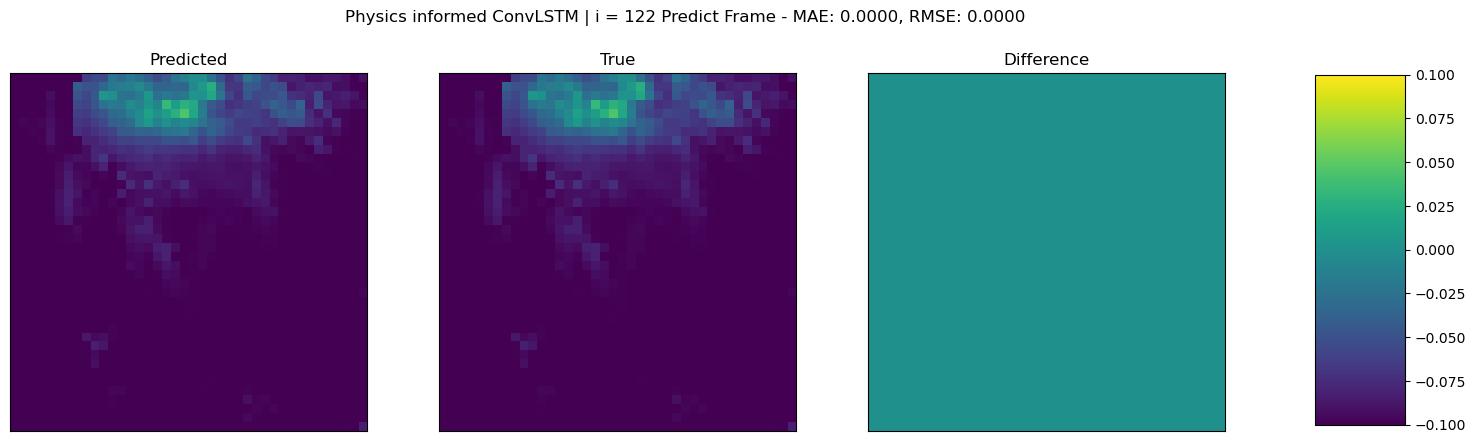 Physics informed ConvLSTM | i = 122 Predict Frame - MAE: 0.0000, RMSE: 0.0000
Predicted
True
Difference
0.100
0.075
0.050
0.025
0.000
−0.025
−0.050
−0.075
−0.100